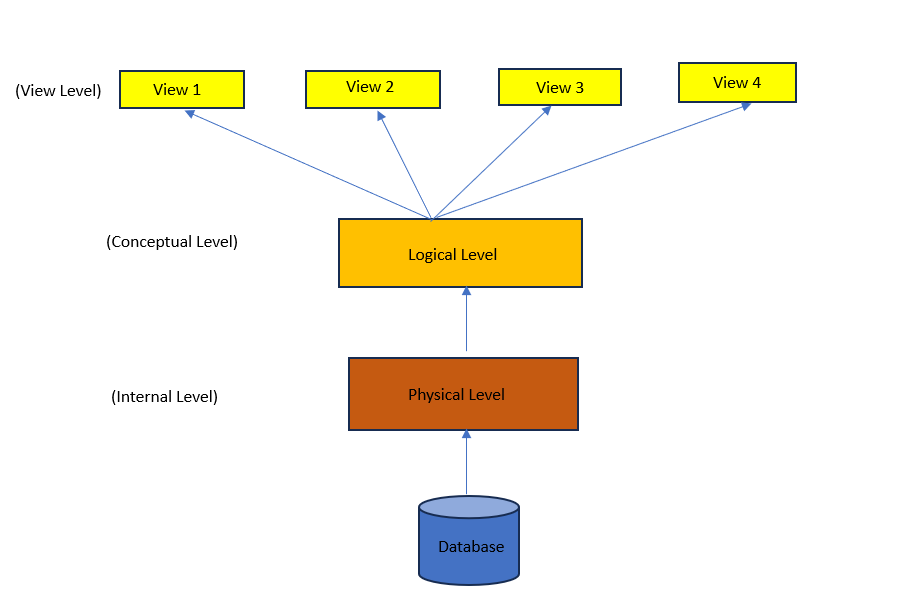 (View Level)
View 1
View 2
View 3
View 4
(Conceptual Level)
Logical Level
(Internal Level)
Physical Level
Database